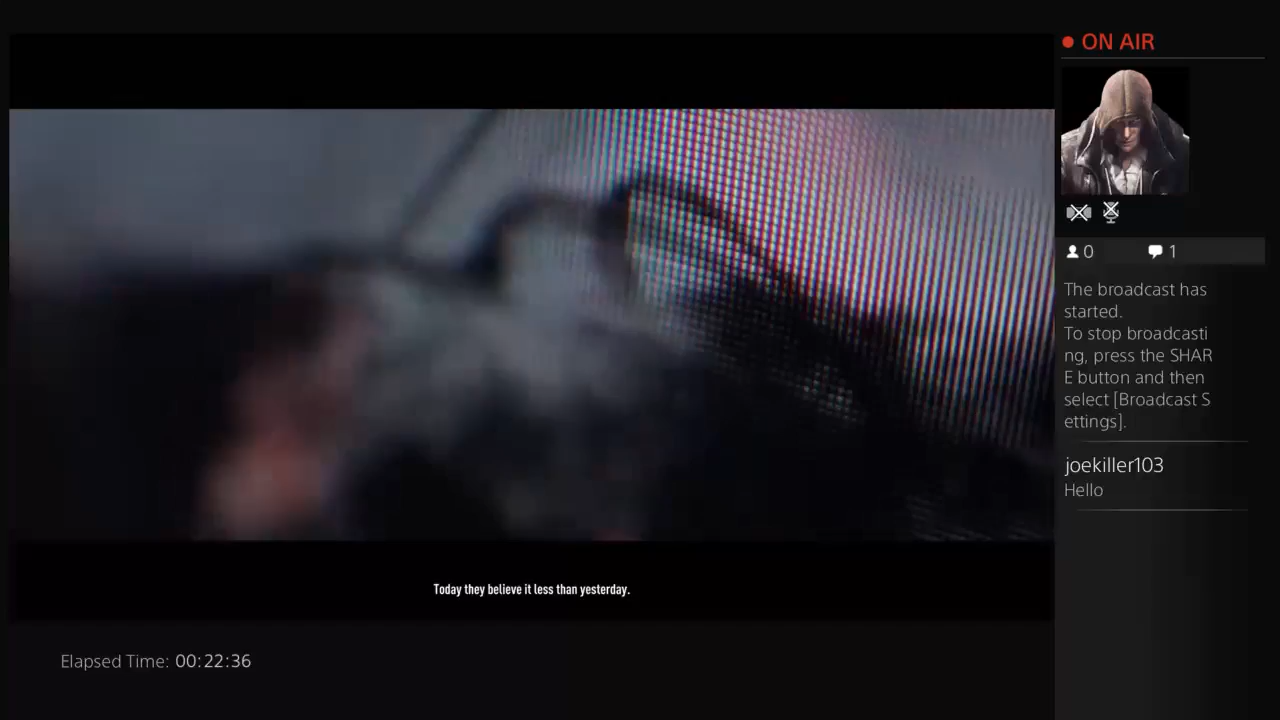 ON AIR
0 1
The broadcast has
started.
To stop broadcasti
ng, press the SHAR
E button and then
select [Broadcast S
ettings].
joekiller103
Hello
Today they believe it less than yesterday.
Elapsed Time: 00:22:36